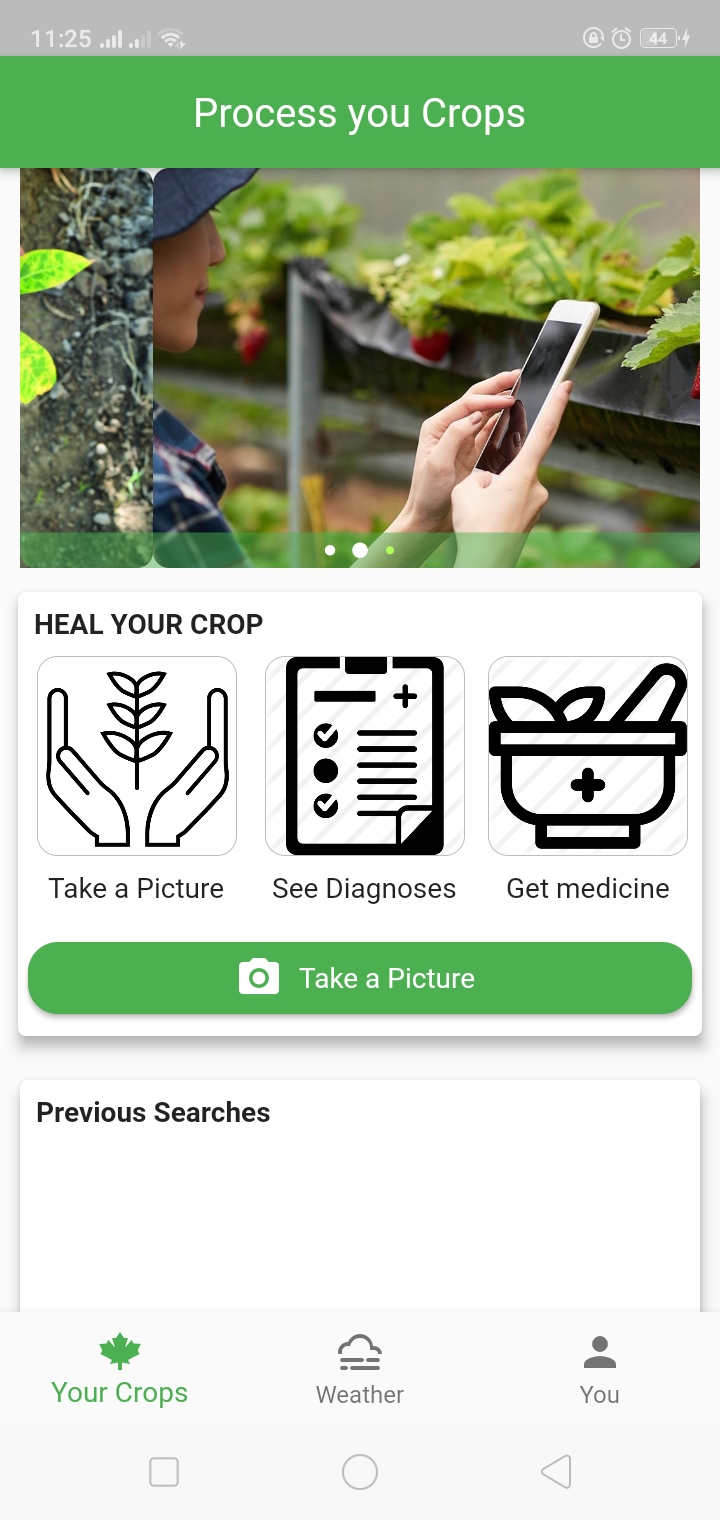 11:25
44
Process you Crops
HEAL YOUR CROP
Take a Picture
See Diagnoses
Get medicine
Take a Picture
Previous Searches
Your Crops
Weather
You